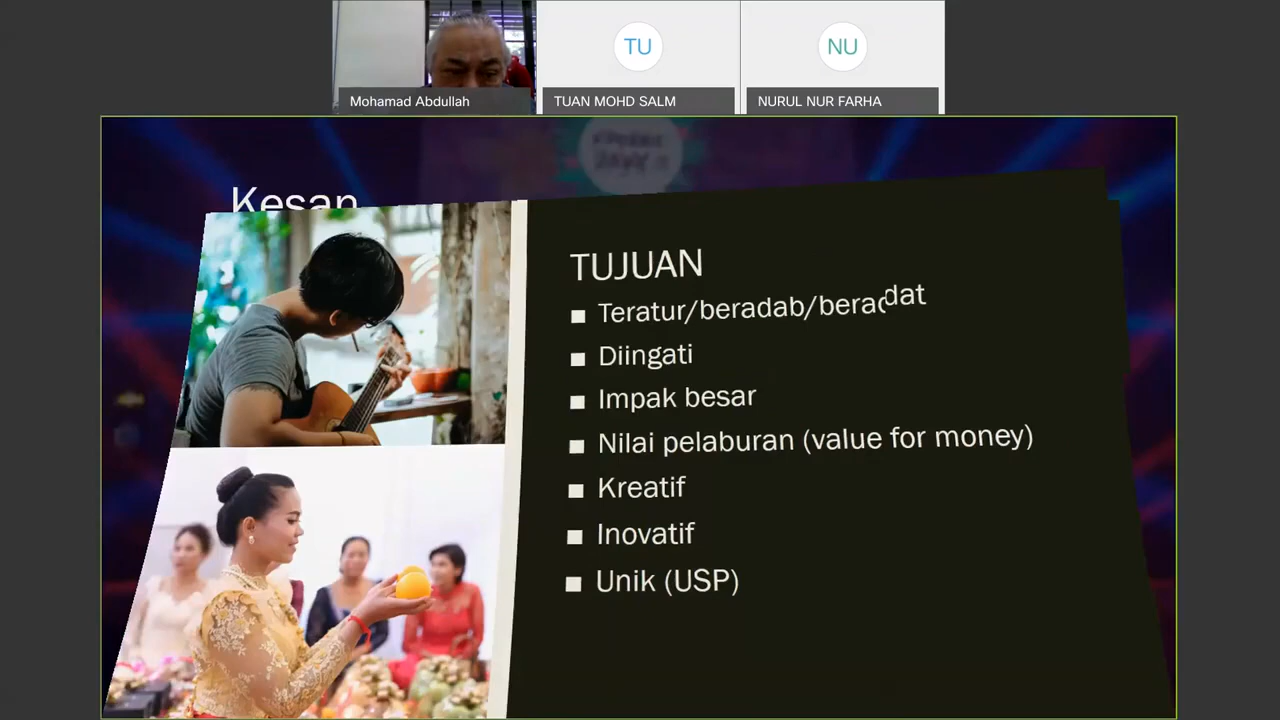 TU
NU
Mohamad Abdullah
TUAN MOHD SALM
NURUL NUR FARHA
Kesan
TUJUAN
■ Teratur/beradab/beradat
■ Diingati
■ Impak besar
■ Nilai pelaburan (value for money)
■ Kreatif
■ Inovatif
■ Unik (USP)